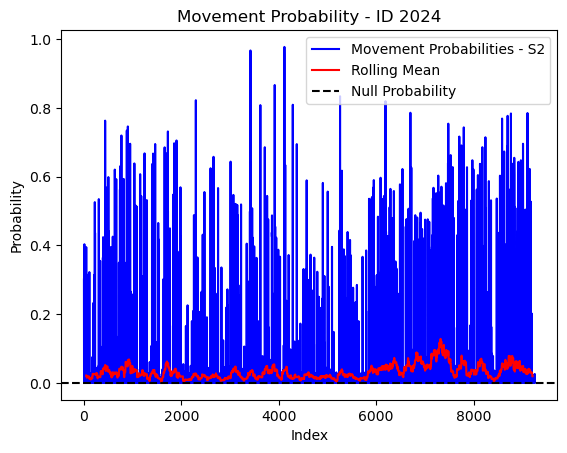 Movement Probability - ID 2024
Movement Probabilities - S2
Rolling Mean
Null Probability
Probability
1.0
0.8
0.6
0.4
0.2
0.0
0 2000 4000 6000 8000
Index